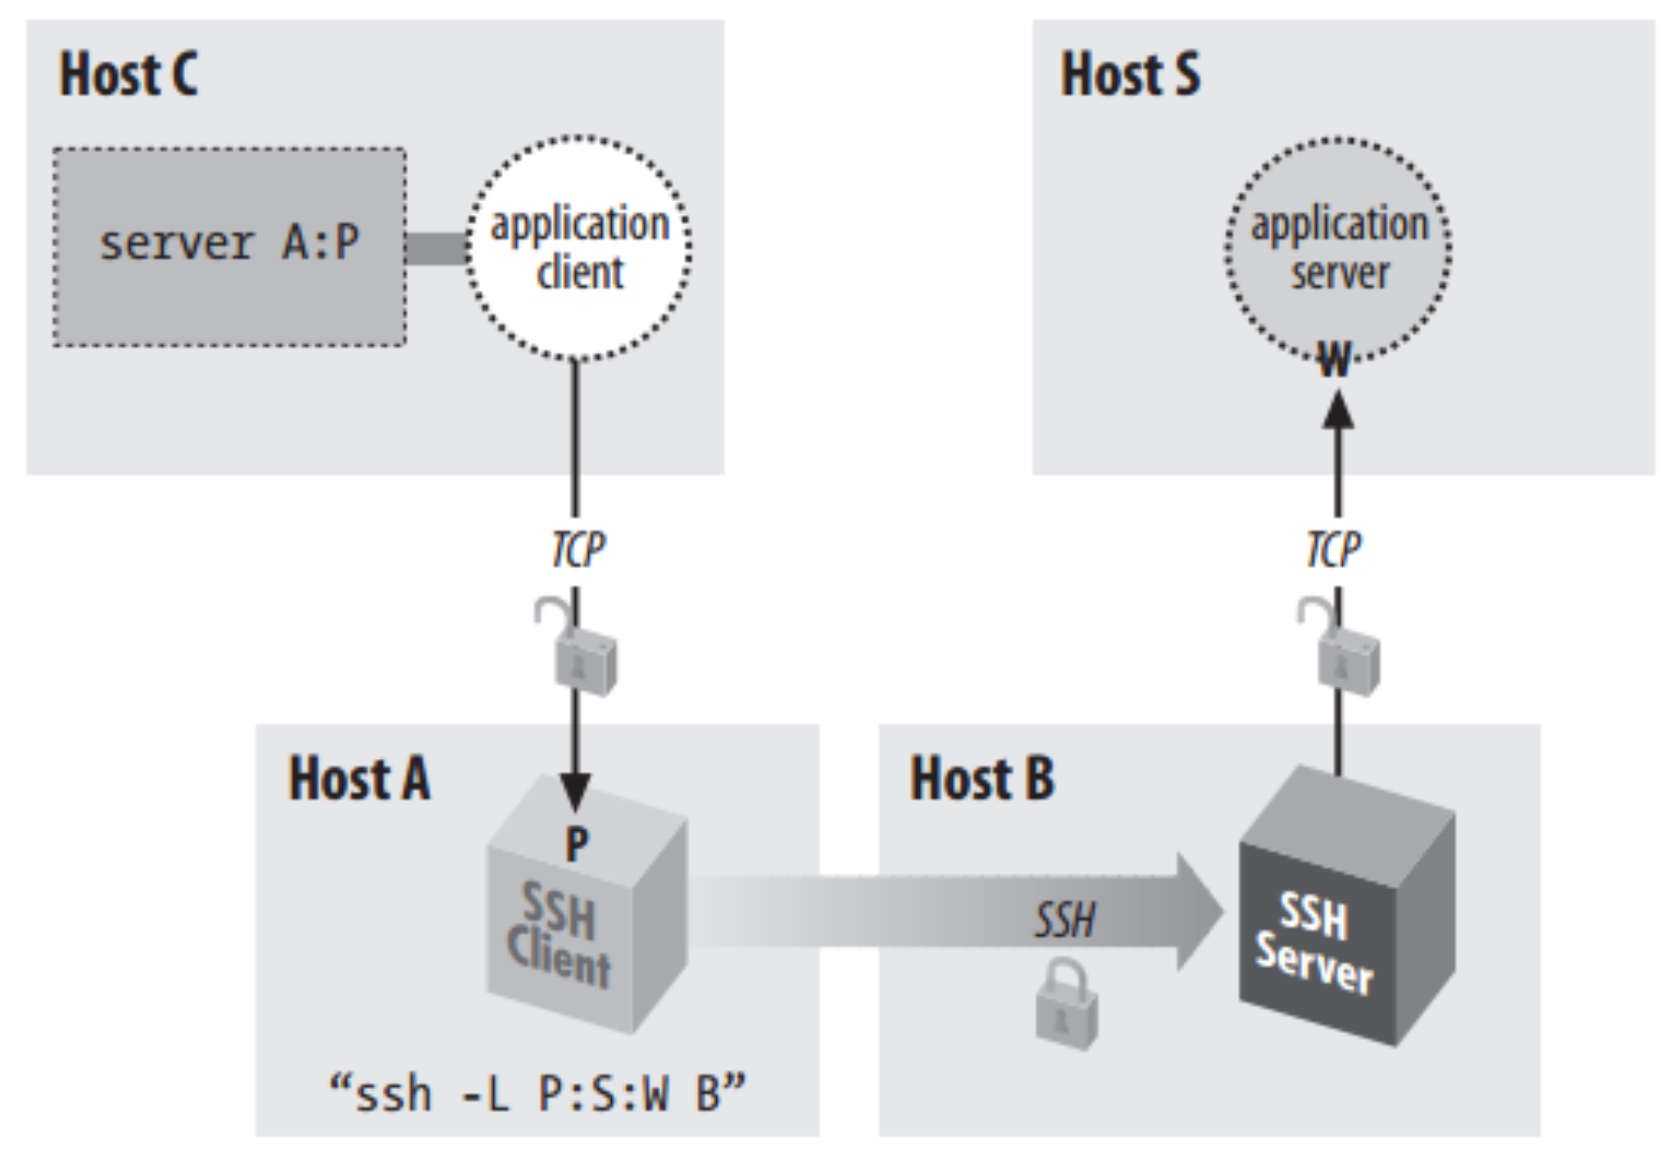 Host C
server A:P
application
client
Host S
application
server
W
TCP
TCP
Host A
P
SSH
Client
"ssh -L P:S:W B"
Host B
SSH
SSH
Server